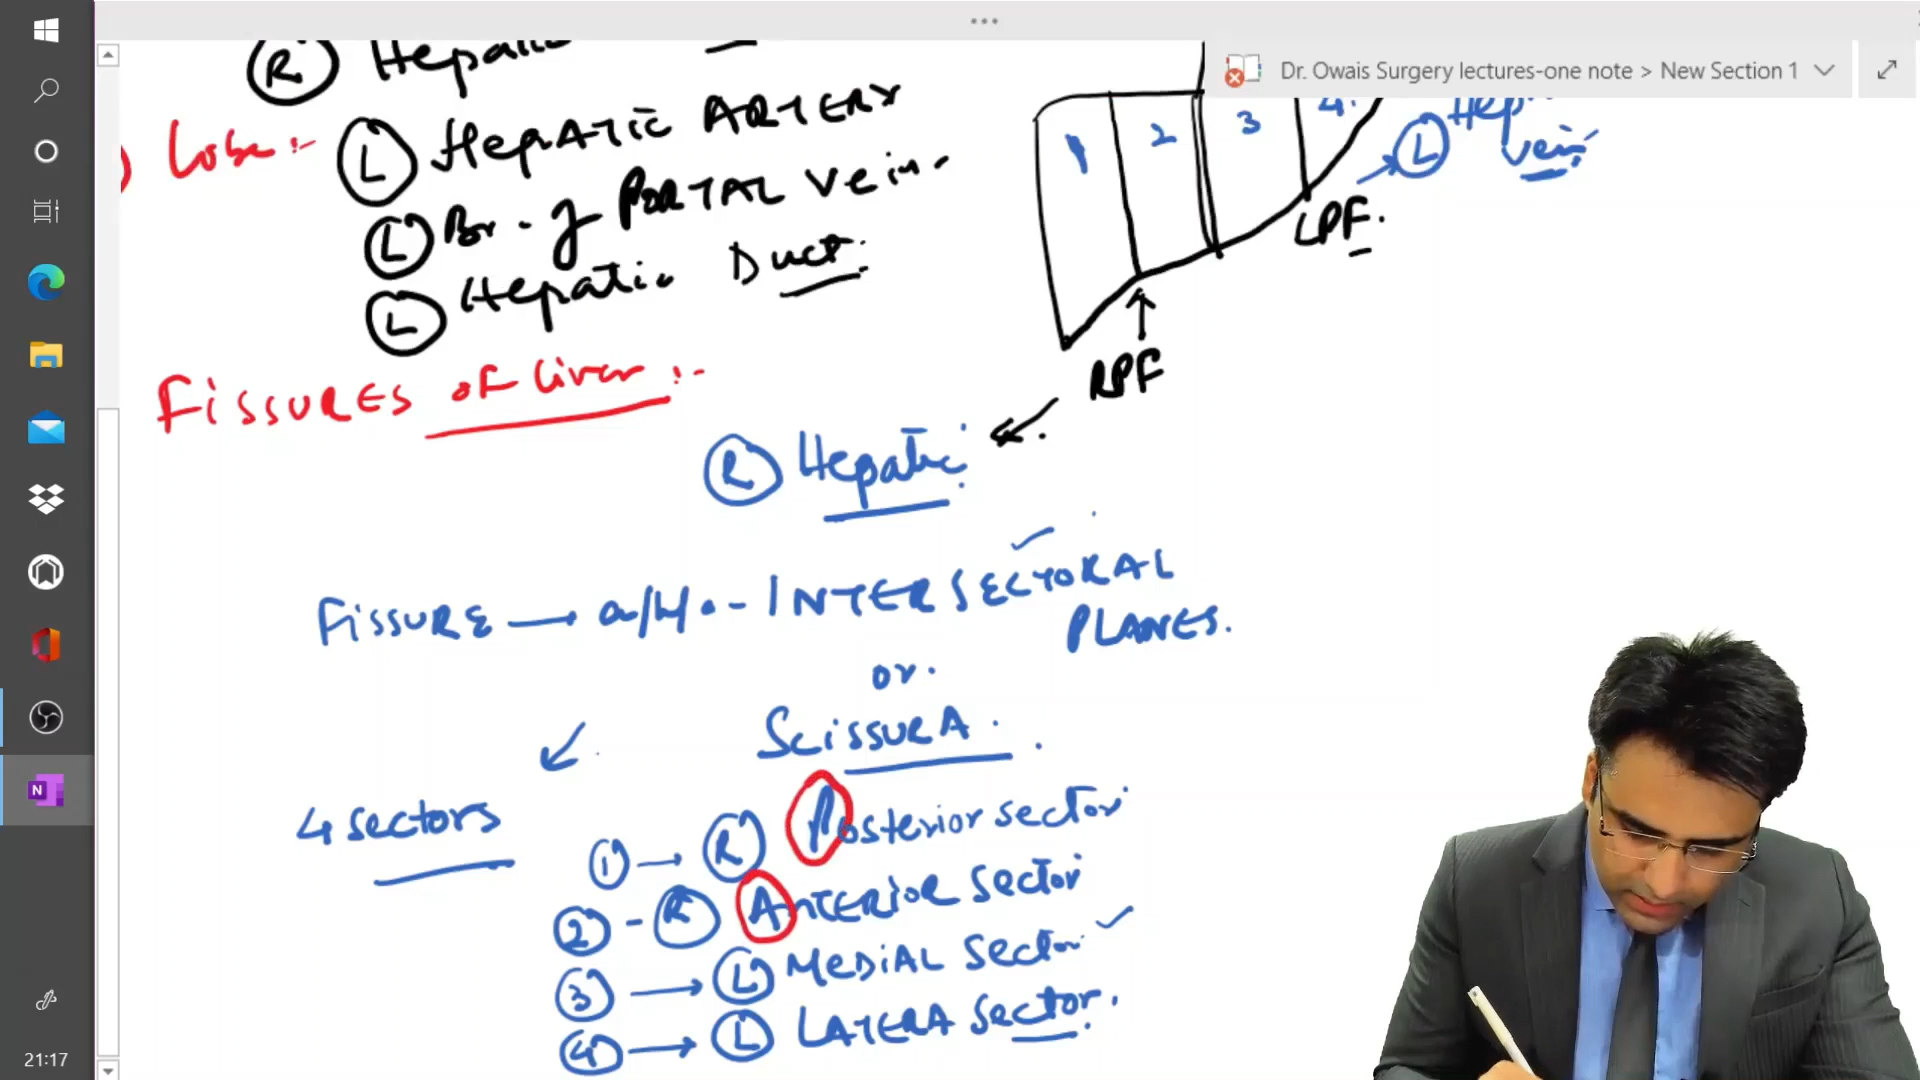 Dr. Owais Surgery lectures-one note > New Section 1
R Hepatic
Lobe:-
L HEPATIC ARTERY
L Br. of PORTAL Vein.
L Hepatic Duct.
1 2 3 4.
L Hep
vein
LPF.
RPF
FISSURES OF Liver:-
R Hepatic
FISSURE → a/k/a - INTERSECTORAL
PLANES.
or.
SCISSURA.
4 sectors
1 → R Posterior sector
2 - R ANTERIOR Sector
3 → L MEDIAL Sector
4 → L LATERA Sector.
N
21:17